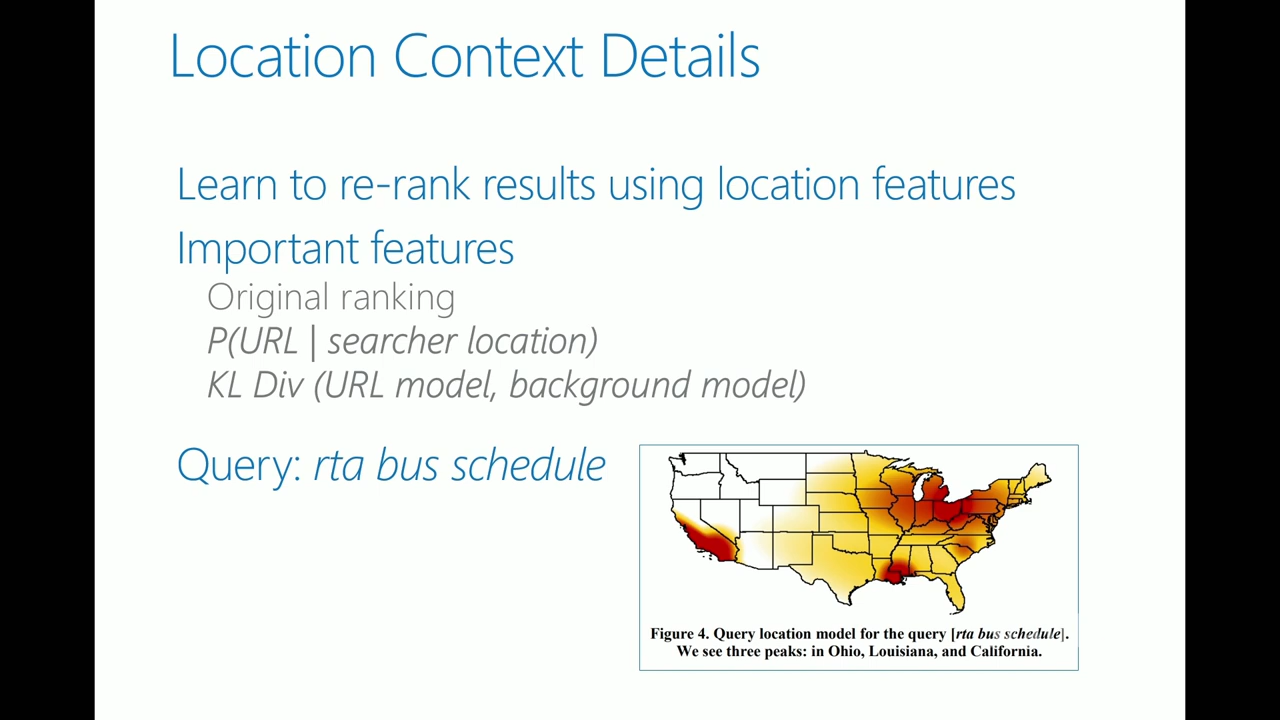 Location Context Details
Learn to re-rank results using location features
Important features
Original ranking
P(URL | searcher location)
KL Div (URL model, background model)
Query: rta bus schedule
Figure 4. Query location model for the query [rta bus schedule].
We see three peaks: in Ohio, Louisiana, and California.